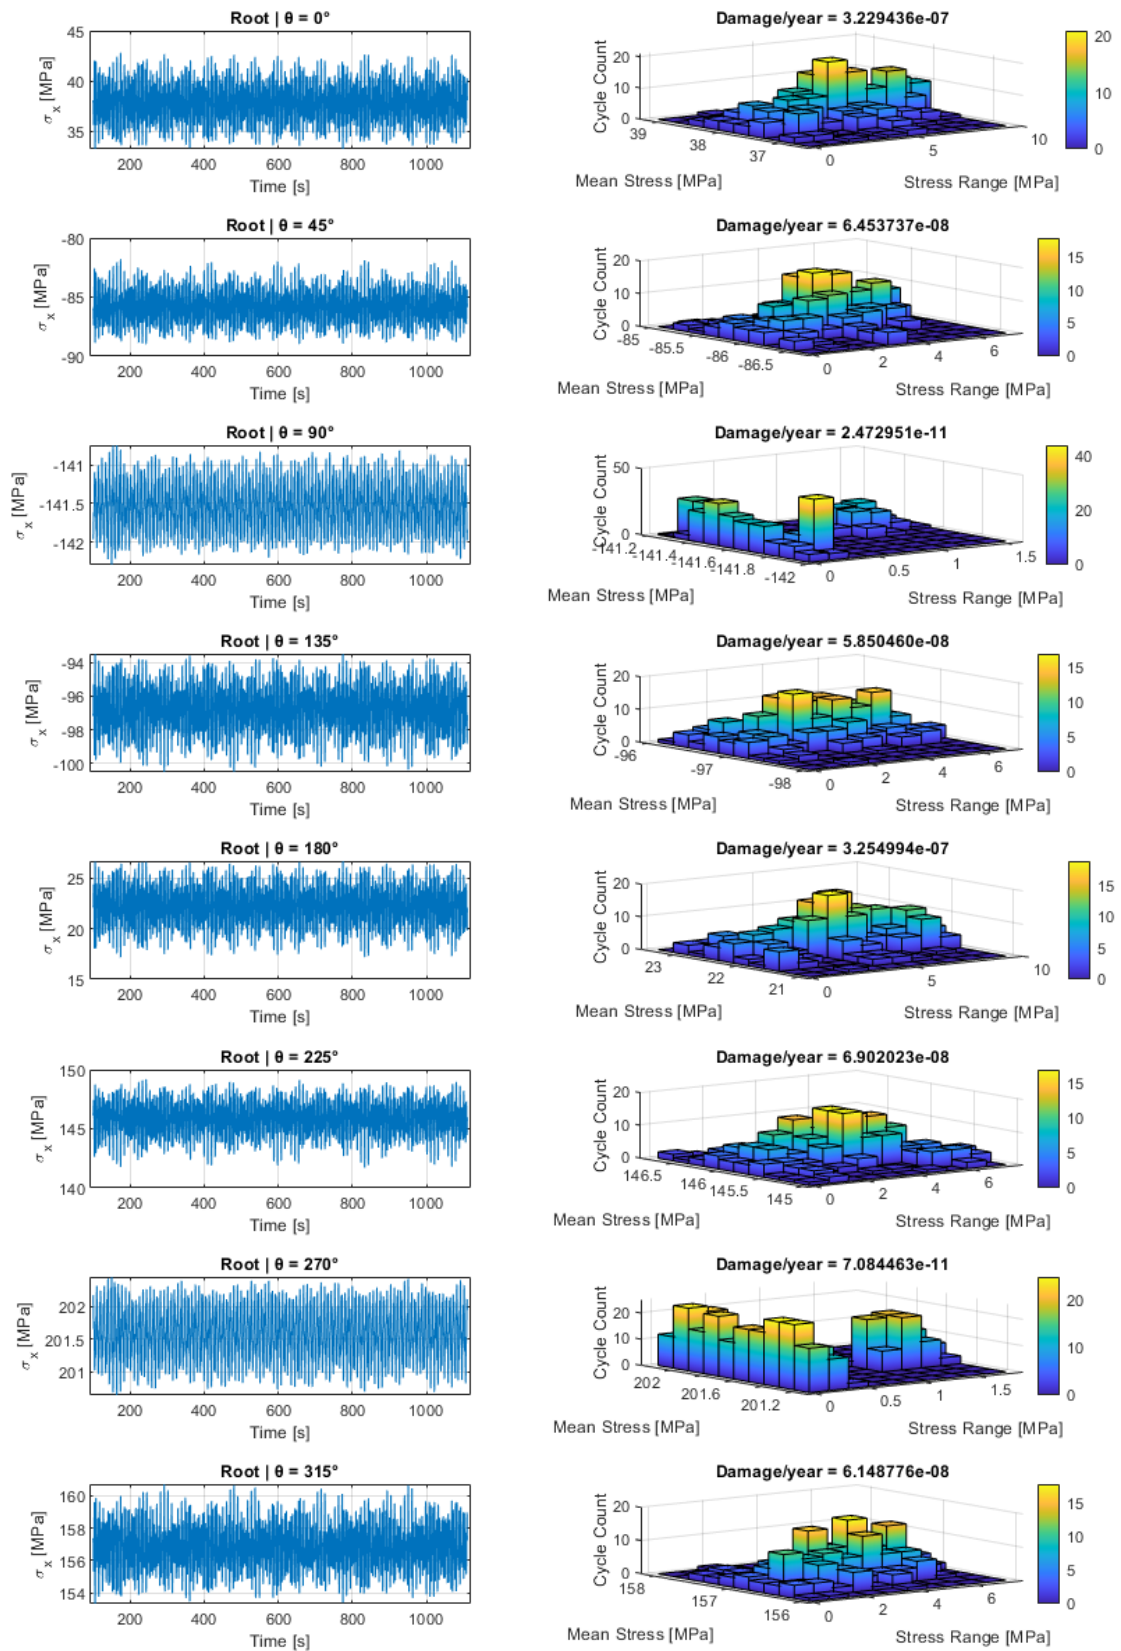 Root | θ = 0°
Damage/year = 3.229436e-07
45
40
35
σ x [MPa]
200 400 600 800 1000
Time [s]
20
10
0
Cycle Count
39 38 37
0 5 10
Mean Stress [MPa]
Stress Range [MPa]
20
10
0
Root | θ = 45°
Damage/year = 6.453737e-08
-80
-85
-90
σ x [MPa]
200 400 600 800 1000
Time [s]
20
10
0
Cycle Count
-85 -85.5 -86 -86.5
0 2 4 6
Mean Stress [MPa]
Stress Range [MPa]
15
10
5
0
Root | θ = 90°
Damage/year = 2.472951e-11
-141
-141.5
-142
σ x [MPa]
200 400 600 800 1000
Time [s]
50
0
Cycle Count
-141.2 -141.4 -141.6 -141.8 -142
0 0.5 1 1.5
Mean Stress [MPa]
Stress Range [MPa]
40
20
0
Root | θ = 135°
Damage/year = 5.850460e-08
-94
-96
-98
-100
σ x [MPa]
200 400 600 800 1000
Time [s]
20
10
0
Cycle Count
-96 -97 -98
0 2 4 6
Mean Stress [MPa]
Stress Range [MPa]
15
10
5
0
Root | θ = 180°
Damage/year = 3.254994e-07
25
20
15
σ x [MPa]
200 400 600 800 1000
Time [s]
20
10
0
Cycle Count
23 22 21
0 5 10
Mean Stress [MPa]
Stress Range [MPa]
15
10
5
0
Root | θ = 225°
Damage/year = 6.902023e-08
150
145
140
σ x [MPa]
200 400 600 800 1000
Time [s]
20
10
0
Cycle Count
146.5 146 145.5 145
0 2 4 6
Mean Stress [MPa]
Stress Range [MPa]
15
10
5
0
Root | θ = 270°
Damage/year = 7.084463e-11
202
201.5
201
σ x [MPa]
200 400 600 800 1000
Time [s]
20
10
0
Cycle Count
202 201.6 201.2
0 0.5 1 1.5
Mean Stress [MPa]
Stress Range [MPa]
20
10
0
Root | θ = 315°
Damage/year = 6.148776e-08
160
158
156
154
σ x [MPa]
200 400 600 800 1000
Time [s]
20
10
0
Cycle Count
158 157 156
0 2 4 6
Mean Stress [MPa]
Stress Range [MPa]
15
10
5
0